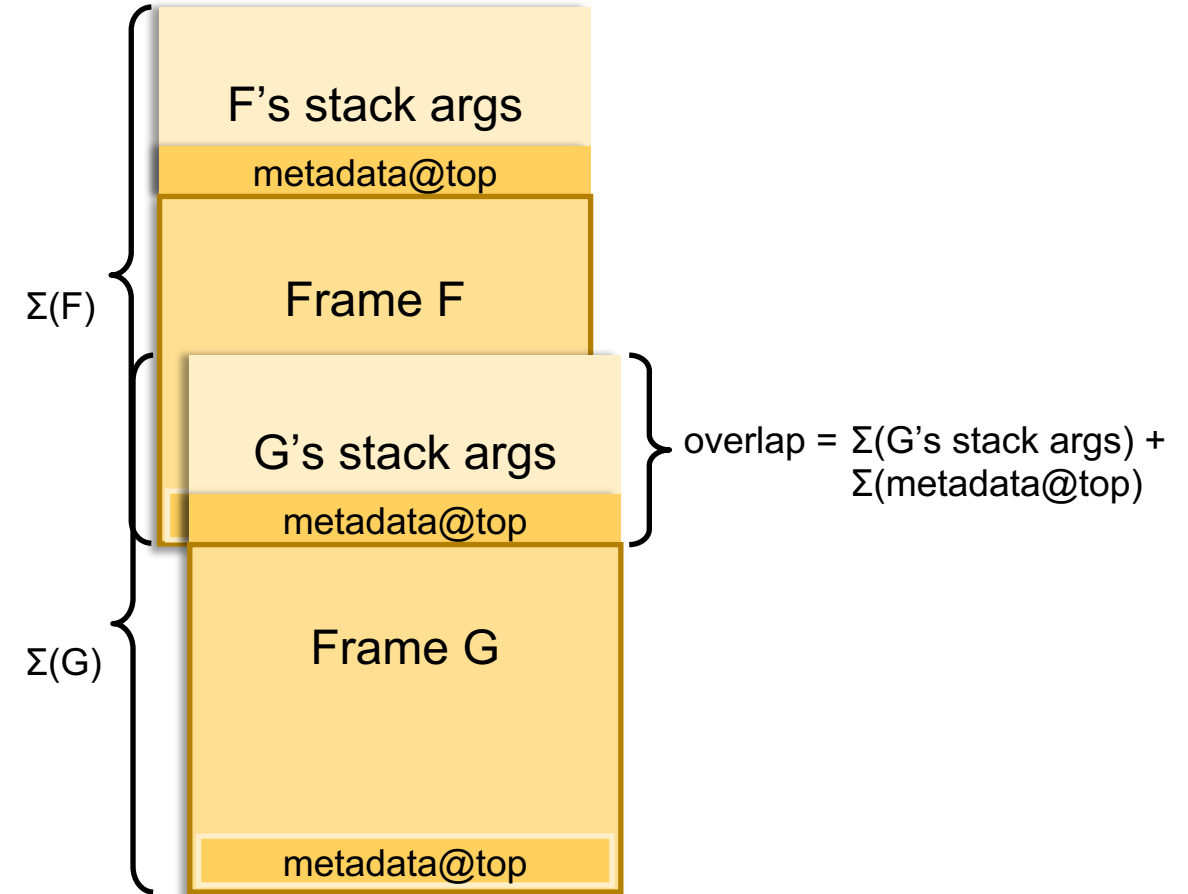 F’s stack args
metadata@top
Σ(F)
Frame F
G’s stack args
overlap = Σ(G’s stack args) +
Σ(metadata@top)
metadata@top
Σ(G)
Frame G
metadata@top